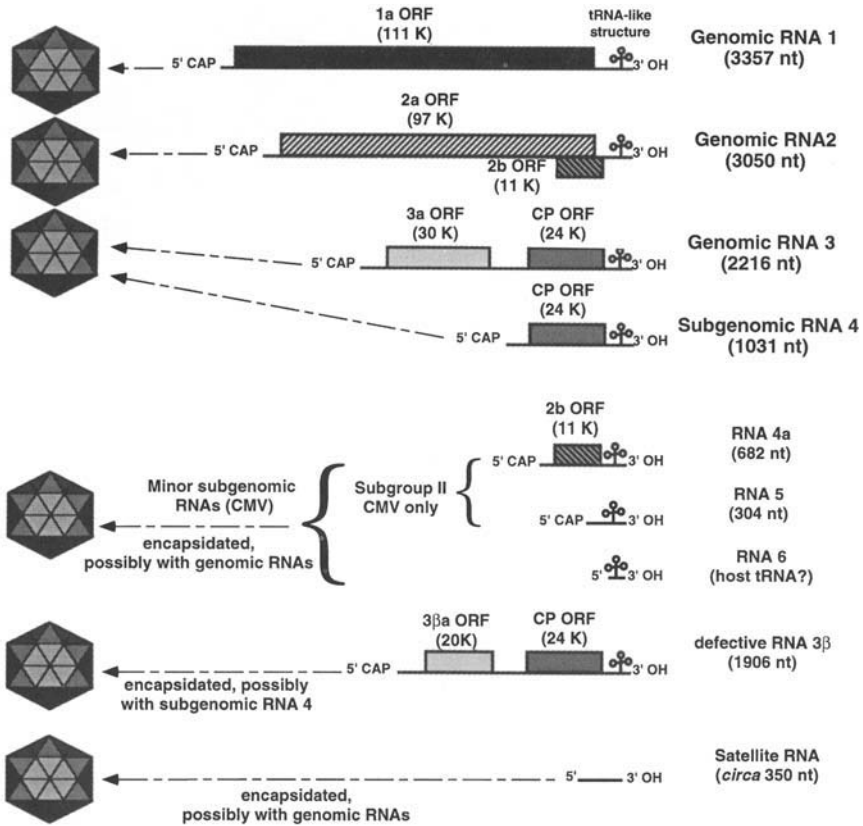 1a ORF
(111 K)
tRNA-like
structure
5' CAP
3' OH
Genomic RNA 1
(3357 nt)
2a ORF
(97 K)
5' CAP
3' OH
2b ORF
(11 K)
Genomic RNA2
(3050 nt)
3a ORF
(30 K)
CP ORF
(24 K)
5' CAP
3' OH
Genomic RNA 3
(2216 nt)
CP ORF
(24 K)
5' CAP
3' OH
Subgenomic RNA 4
(1031 nt)
2b ORF
(11 K)
5' CAP
3' OH
RNA 4a
(682 nt)
Minor subgenomic
RNAs (CMV)
encapsidated,
possibly with genomic RNAs
Subgroup II
CMV only
5' CAP
3' OH
RNA 5
(304 nt)
5'
3' OH
RNA 6
(host tRNA?)
3βa ORF
(20K)
CP ORF
(24 K)
5' CAP
3' OH
defective RNA 3β
(1906 nt)
encapsidated, possibly
with subgenomic RNA 4
5'
3' OH
Satellite RNA
(circa 350 nt)
encapsidated,
possibly with genomic RNAs